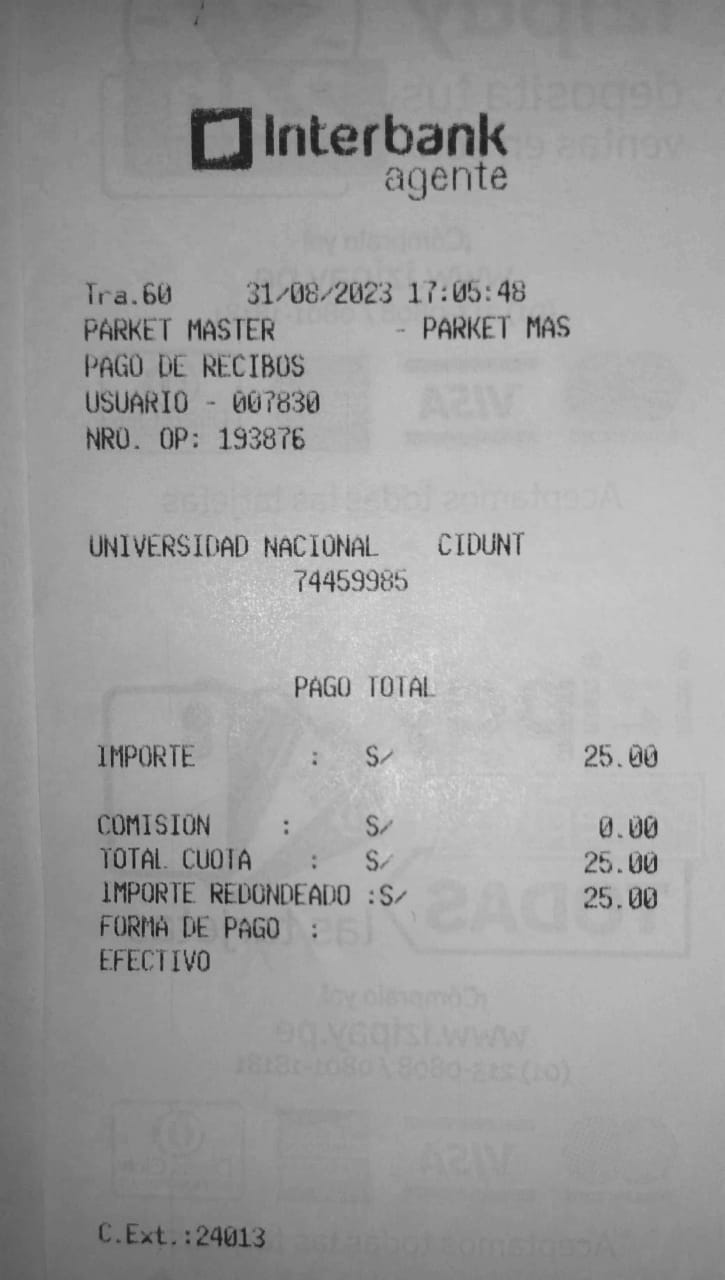 Interbank
agente
Tra.60 31/08/2023 17:05:48
PARKET MASTER - PARKET MAS
PAGO DE RECIBOS
USUARIO - 007830
NRO. OP: 193876
UNIVERSIDAD NACIONAL CIDUNT
74459985
PAGO TOTAL
IMPORTE : S/ 25.00
COMISION : S/ 0.00
TOTAL CUOTA : S/ 25.00
IMPORTE REDONDEADO :S/ 25.00
FORMA DE PAGO :
EFECTIVO
C.Ext.:24013